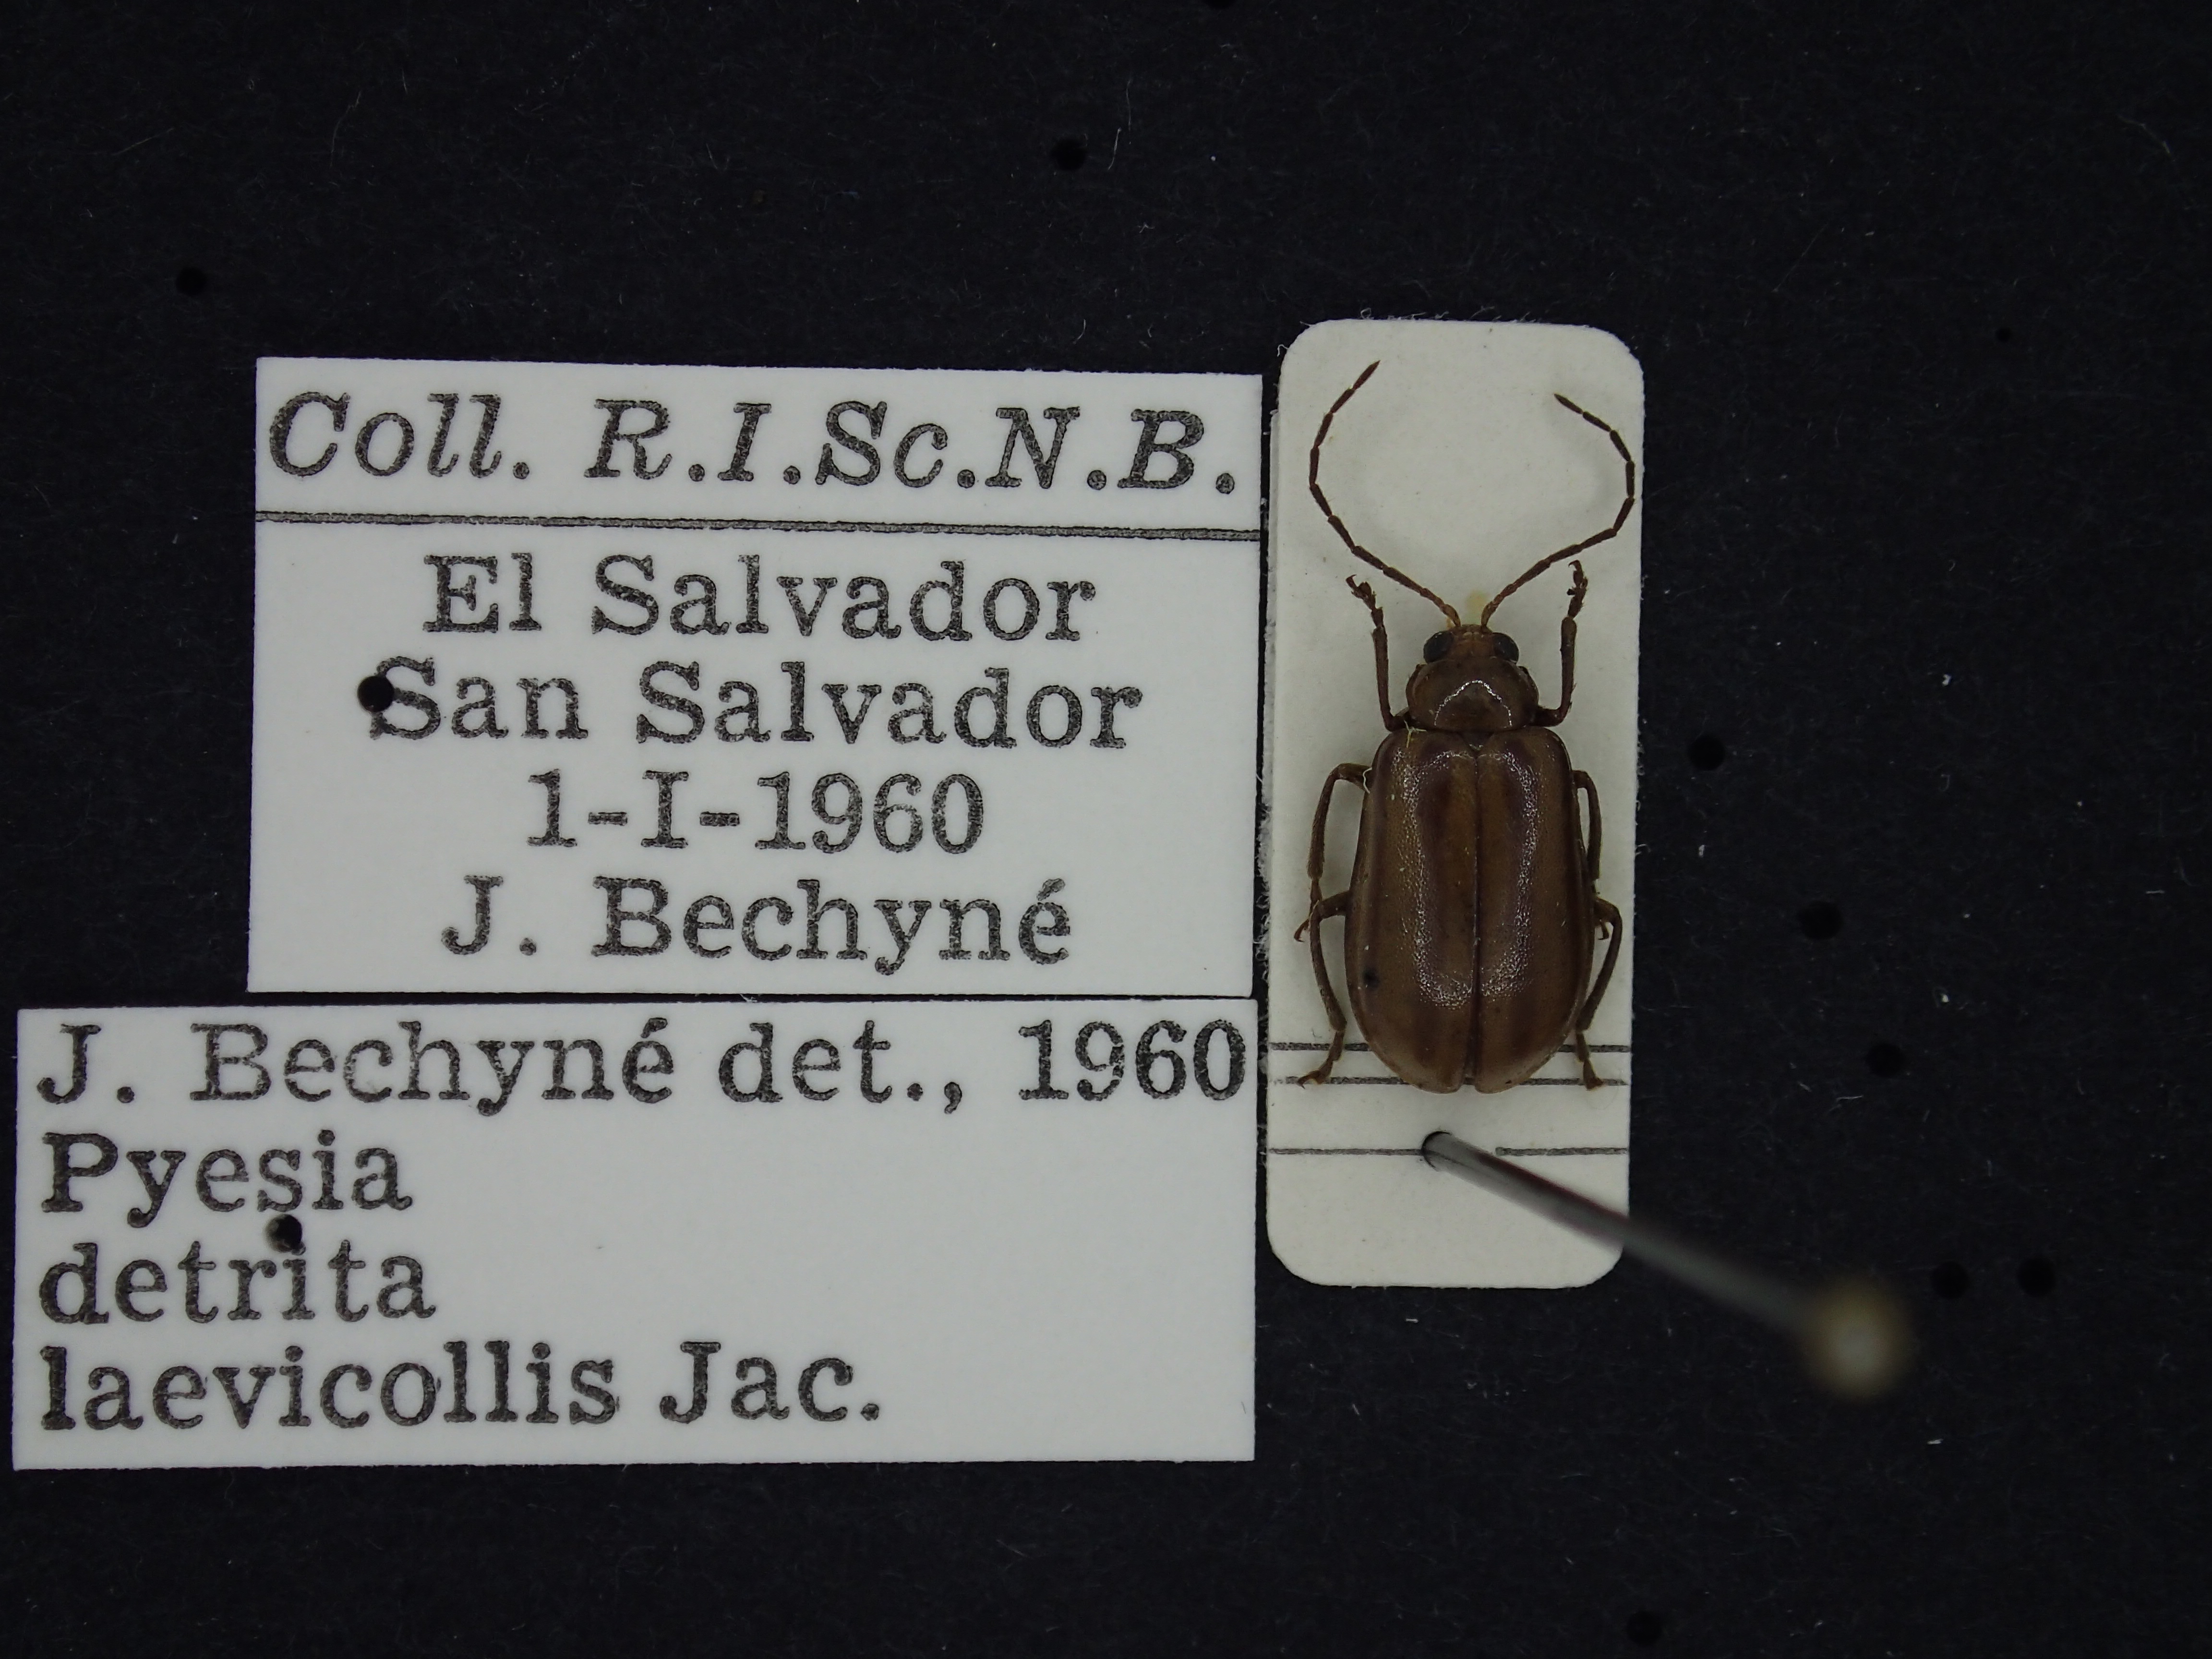 Coll. R.I.Sc.N.B.
El Salvador
San Salvador
1-I-1960
J. Bechyné
J. Bechyné det., 1960
Pyesia
detrita
laevicollis Jac.